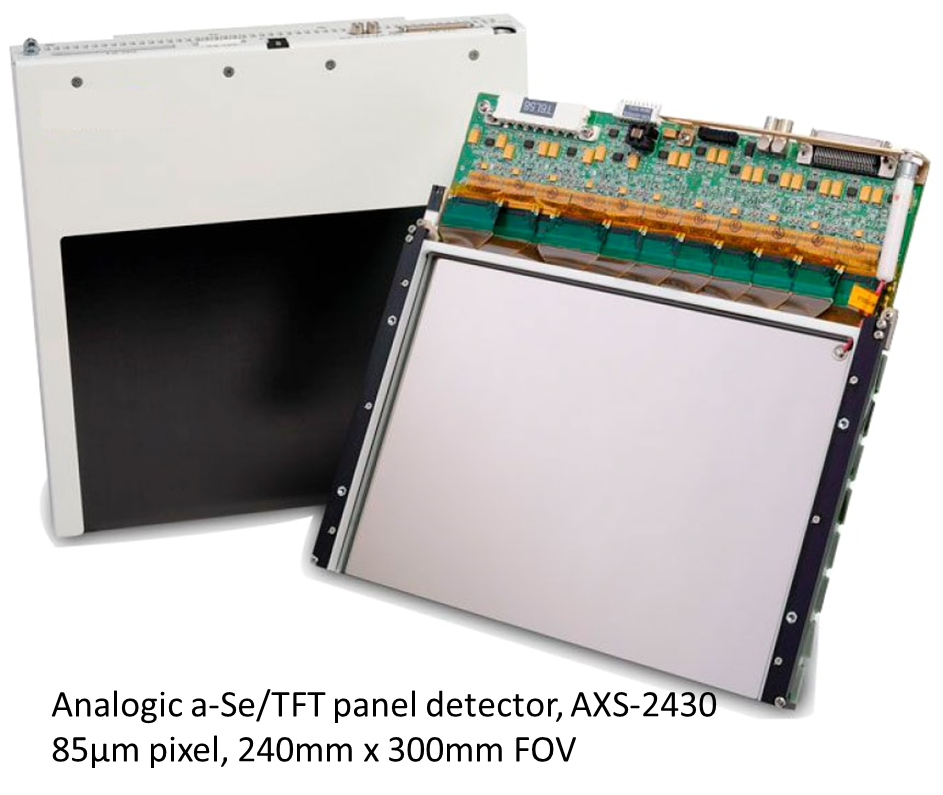 Analogic a-Se/TFT panel detector, AXS-2430
85µm pixel, 240mm x 300mm FOV